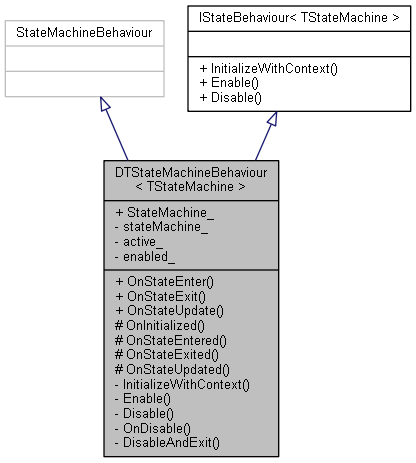 StateMachineBehaviour
IStateBehaviour< TStateMachine >
+ InitializeWithContext()
+ Enable()
+ Disable()
DTStateMachineBehaviour
< TStateMachine >
+ StateMachine_
- stateMachine_
- active_
- enabled_
+ OnStateEnter()
+ OnStateExit()
+ OnStateUpdate()
# OnInitialized()
# OnStateEntered()
# OnStateExited()
# OnStateUpdated()
- InitializeWithContext()
- Enable()
- Disable()
- OnDisable()
- DisableAndExit()